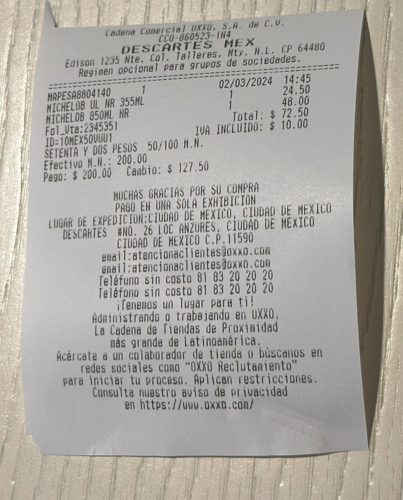 Cadena Comercial OXXO, S.A. de C.V.
CCO-860523-1N4
DESCARTES MEX
Edison 1235 Nte. Col. Talleres, Mty. N.L. CP 64480
Regimen opcional para grupos de sociedades.
02/03/2024 14:45
MAPESA8804140 1 24.50
MICHELOB UL NR 355ML 1 48.00
MICHELOB 850ML NR Total: $ 72.50
Fol_Vta:2345351 IVA INCLUIDO: $ 10.00
ID=10MEX50VUU1
SETENTA Y DOS PESOS 50/100 M.N.
Efectivo M.N.: 200.00
Pago: $ 200.00 Cambio: $ 127.50
MUCHAS GRACIAS POR SU COMPRA
PAGO EN UNA SOLA EXHIBICION
LUGAR DE EXPEDICION:CIUDAD DE MEXICO, CIUDAD DE MEXICO
DESCARTES #NO. 26 LOC ANZURES, CIUDAD DE MEXICO
CIUDAD DE MEXICO C.P.11590
email:atencionaclientes@oxxo.com
email:atencionaclientes@oxxo.com
Teléfono sin costo 81 83 20 20 20
Teléfono sin costo 81 83 20 20 20
¡Tenemos un lugar para ti!
Administrando o trabajando en OXXO,
La Cadena de Tiendas de Proximidad
más grande de Latinoamérica.
Acércate a un colaborador de tienda o búscanos en
redes sociales como "OXXO Reclutamiento"
para iniciar tu proceso. Aplican restricciones.
Consulta nuestro aviso de privacidad
en https://www.oxxo.com/